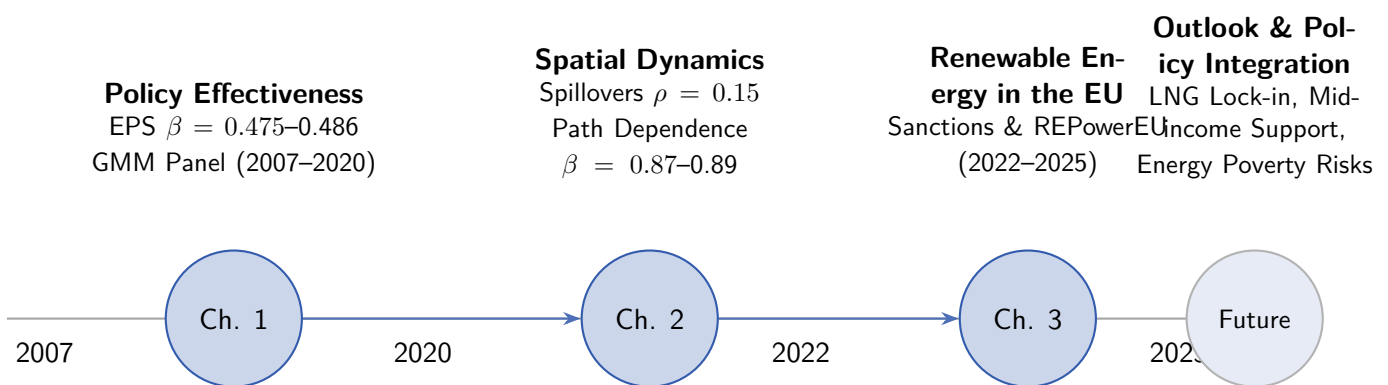 Policy Effectiveness
EPS β = 0.475–0.486
GMM Panel (2007–2020)
Spatial Dynamics
Spillovers ρ = 0.15
Path Dependence
β = 0.87–0.89
Renewable En-
ergy in the EU
Sanctions & REPowerEU
(2022–2025)
Outlook & Pol-
icy Integration
LNG Lock-in, Mid-
Income Support,
Energy Poverty Risks
Ch. 1
Ch. 2
Ch. 3
Future
2007
2020
2022